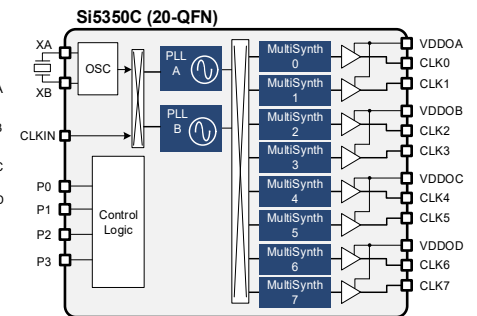 Si5350C (20-QFN)
XA
OSC
XB
CLKIN
P0
P1
P2
P3
Control
Logic
PLL
A
PLL
B
MultiSynth
0
MultiSynth
1
MultiSynth
2
MultiSynth
3
MultiSynth
4
MultiSynth
5
MultiSynth
6
MultiSynth
7
VDDOA
CLK0
CLK1
VDDOB
CLK2
CLK3
VDDOC
CLK4
CLK5
VDDOD
CLK6
CLK7